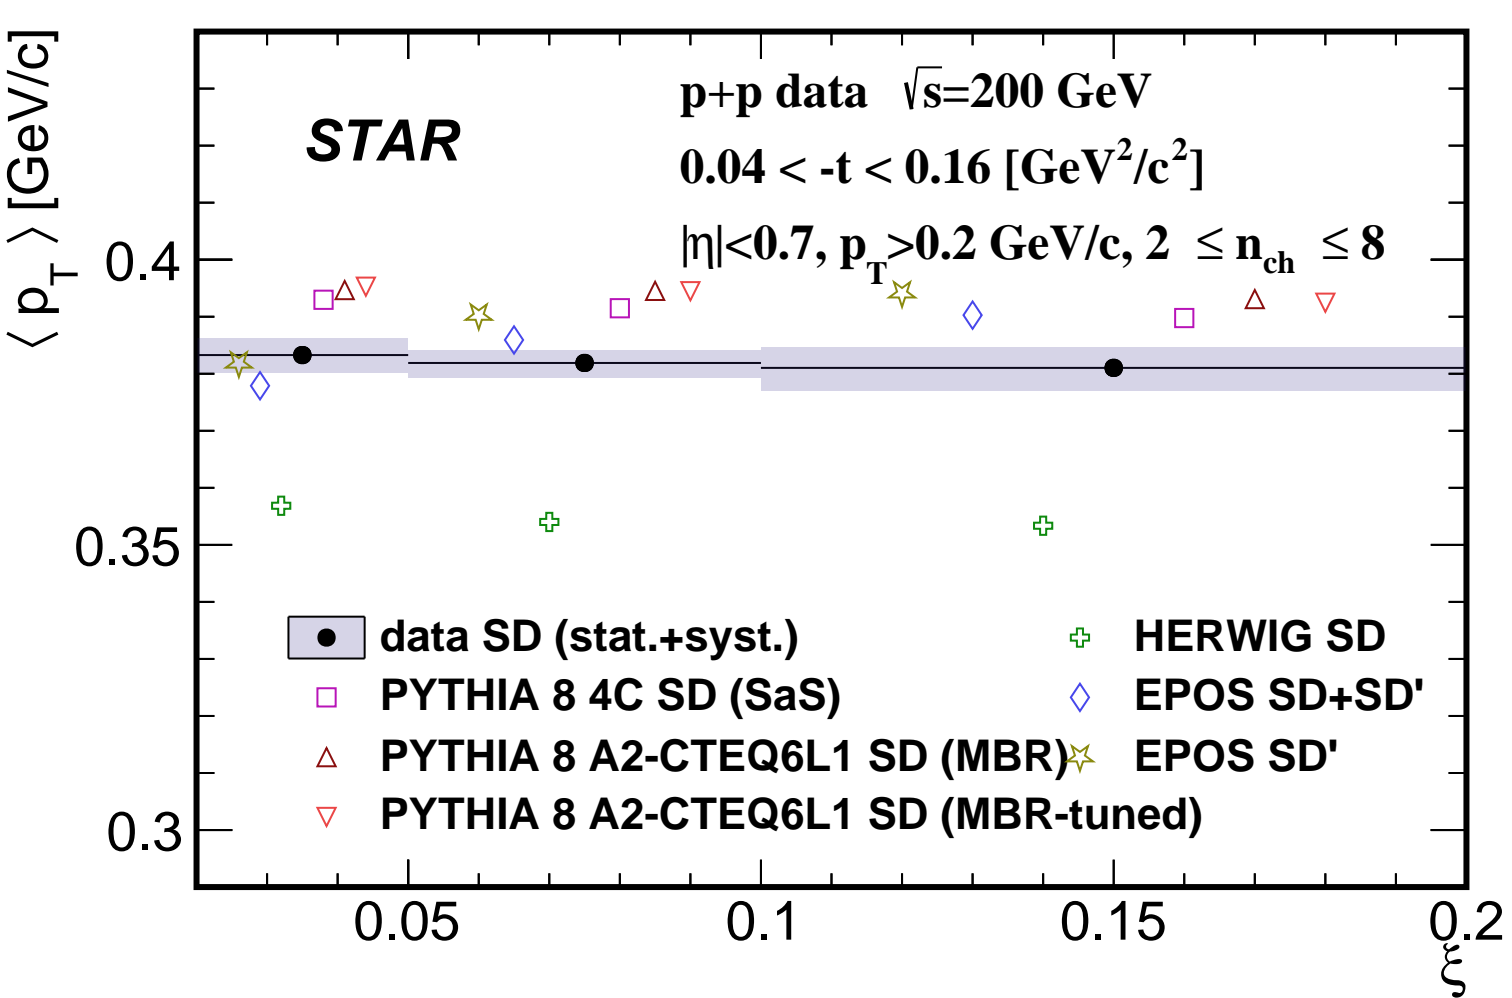 ⟨ p_T ⟩ [GeV/c]
STAR
p+p data √s=200 GeV
0.04 < -t < 0.16 [GeV²/c²]
|η|<0.7, p_T>0.2 GeV/c, 2 ≤ n_ch ≤ 8
0.4
0.35
0.3
data SD (stat.+syst.)
PYTHIA 8 4C SD (SaS)
PYTHIA 8 A2-CTEQ6L1 SD (MBR)
PYTHIA 8 A2-CTEQ6L1 SD (MBR-tuned)
HERWIG SD
EPOS SD+SD'
EPOS SD'
0.05 0.1 0.15 0.2
ξ